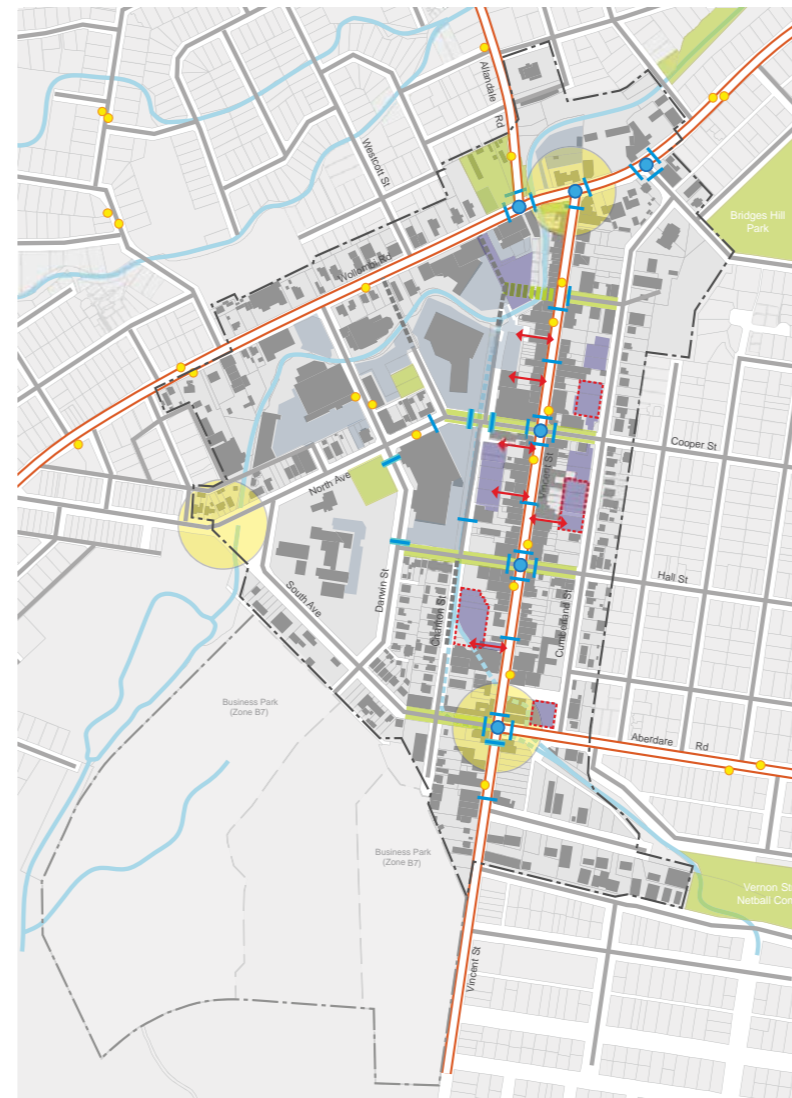 Allandale
Rd
Westcott St
Bridges Hill
Park
Wollombi Rd
Cooper St
Vincent St
North Ave
Hall St
Darwin St
South Ave
Charlton St
Cumberland St
Business Park
(Zone B7)
Aberdare Rd
Business Park
(Zone B7)
Vernon St
Netball Con
Vincent St